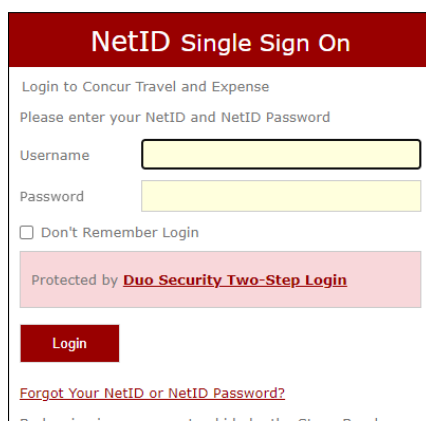 NetID Single Sign On
Login to Concur Travel and Expense
Please enter your NetID and NetID Password
Username
Password
Don't Remember Login
Protected by Duo Security Two-Step Login
Login
Forgot Your NetID or NetID Password?